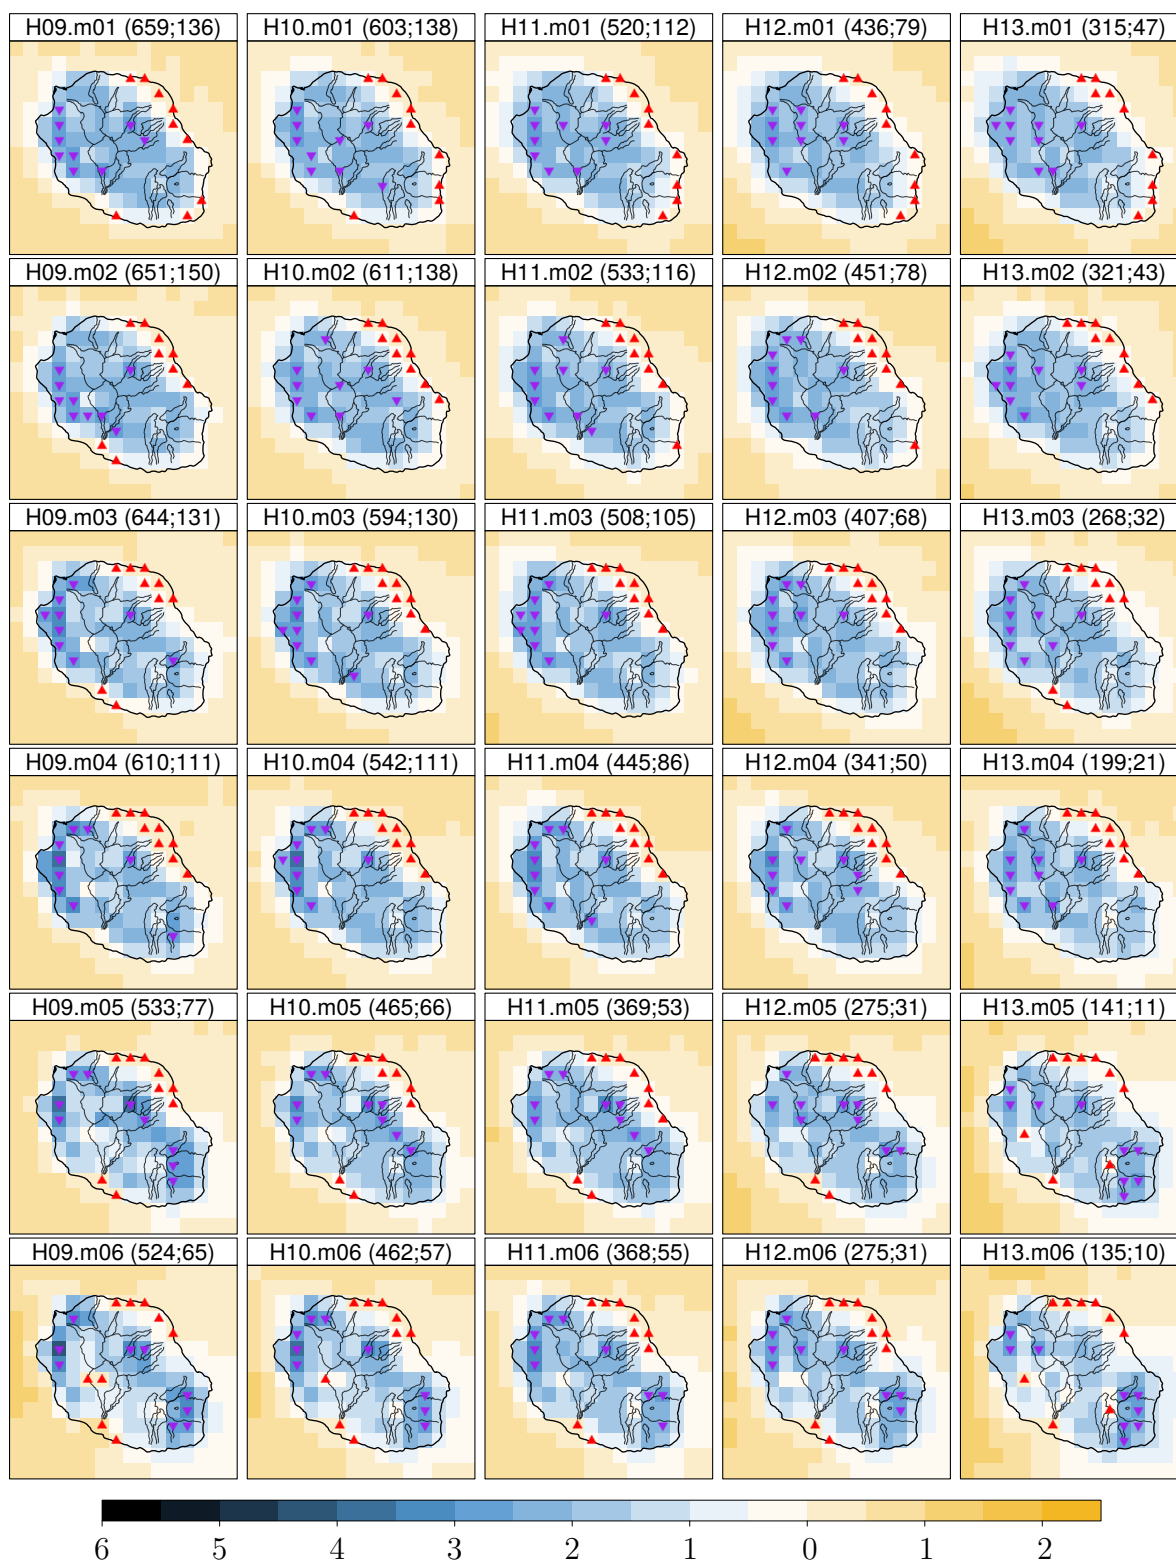 H09.m01 (659;136) H10.m01 (603;138) H11.m01 (520;112) H12.m01 (436;79) H13.m01 (315;47)
H09.m02 (651;150) H10.m02 (611;138) H11.m02 (533;116) H12.m02 (451;78) H13.m02 (321;43)
H09.m03 (644;131) H10.m03 (594;130) H11.m03 (508;105) H12.m03 (407;68) H13.m03 (268;32)
H09.m04 (610;111) H10.m04 (542;111) H11.m04 (445;86) H12.m04 (341;50) H13.m04 (199;21)
H09.m05 (533;77) H10.m05 (465;66) H11.m05 (369;53) H12.m05 (275;31) H13.m05 (141;11)
H09.m06 (524;65) H10.m06 (462;57) H11.m06 (368;55) H12.m06 (275;31) H13.m06 (135;10)
6 5 4 3 2 1 0 1 2